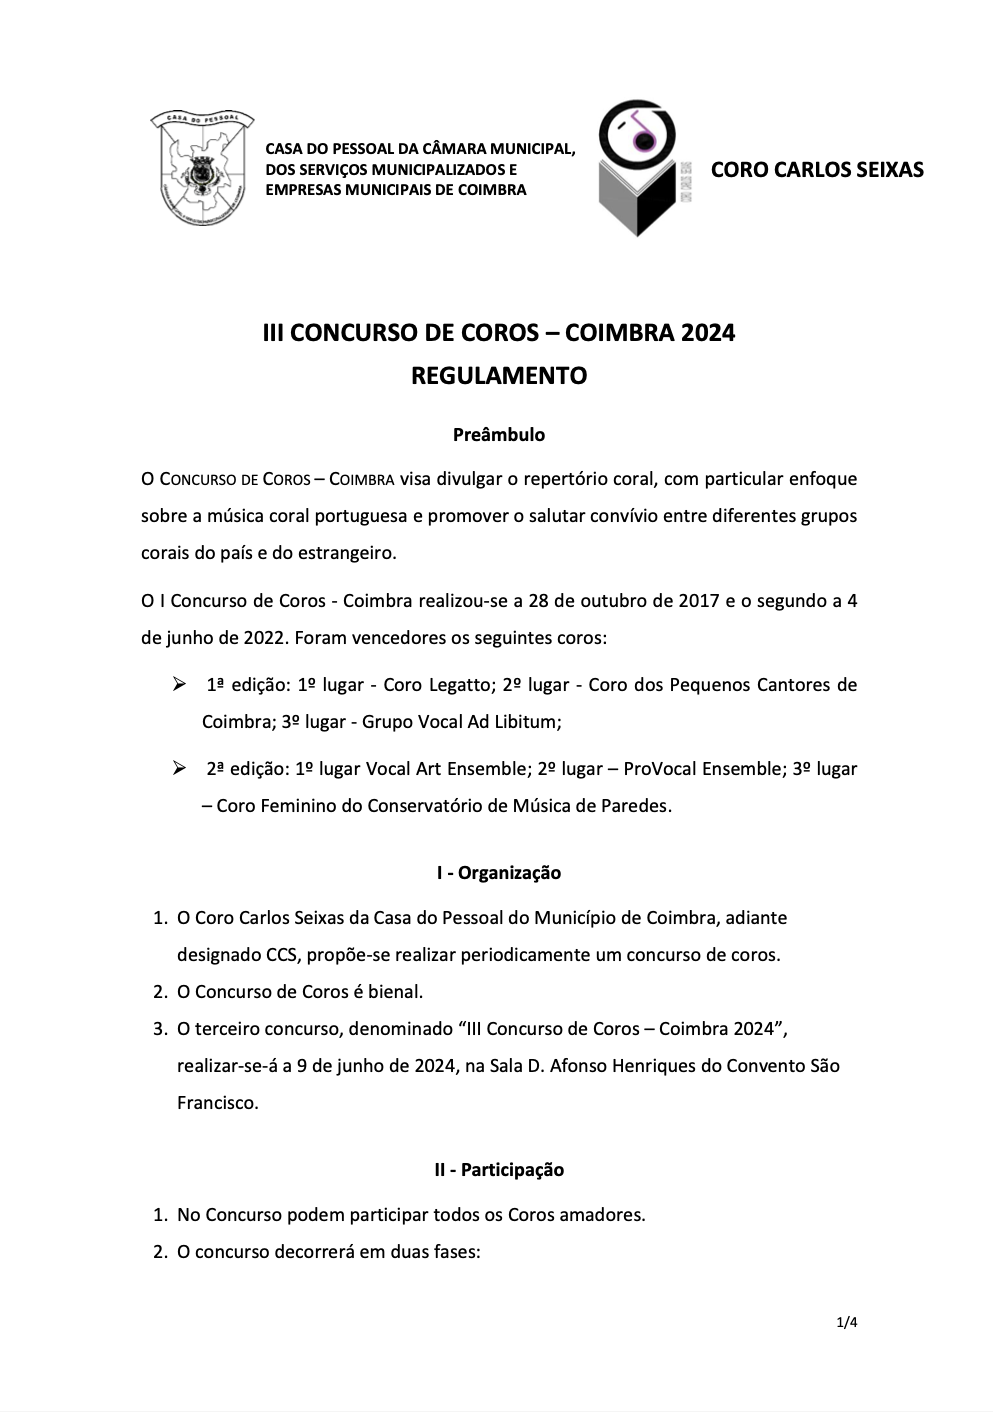 CASA DO PESSOAL
CASA DO PESSOAL DA CÂMARA MUNICIPAL,
DOS SERVIÇOS MUNICIPALIZADOS E
EMPRESAS MUNICIPAIS DE COIMBRA
CORO CARLOS SEIXAS
CORO CARLOS SEIXAS
III CONCURSO DE COROS – COIMBRA 2024
REGULAMENTO
Preâmbulo
O CONCURSO DE COROS – COIMBRA visa divulgar o repertório coral, com particular enfoque
sobre a música coral portuguesa e promover o salutar convívio entre diferentes grupos
corais do país e do estrangeiro.
O I Concurso de Coros - Coimbra realizou-se a 28 de outubro de 2017 e o segundo a 4
de junho de 2022. Foram vencedores os seguintes coros:
➢ 1ª edição: 1º lugar - Coro Legatto; 2º lugar - Coro dos Pequenos Cantores de
Coimbra; 3º lugar - Grupo Vocal Ad Libitum;
➢ 2ª edição: 1º lugar Vocal Art Ensemble; 2º lugar – ProVocal Ensemble; 3º lugar
– Coro Feminino do Conservatório de Música de Paredes.
I - Organização
1. O Coro Carlos Seixas da Casa do Pessoal do Município de Coimbra, adiante
designado CCS, propõe-se realizar periodicamente um concurso de coros.
2. O Concurso de Coros é bienal.
3. O terceiro concurso, denominado “III Concurso de Coros – Coimbra 2024”,
realizar-se-á a 9 de junho de 2024, na Sala D. Afonso Henriques do Convento São
Francisco.
II - Participação
1. No Concurso podem participar todos os Coros amadores.
2. O concurso decorrerá em duas fases:
1/4